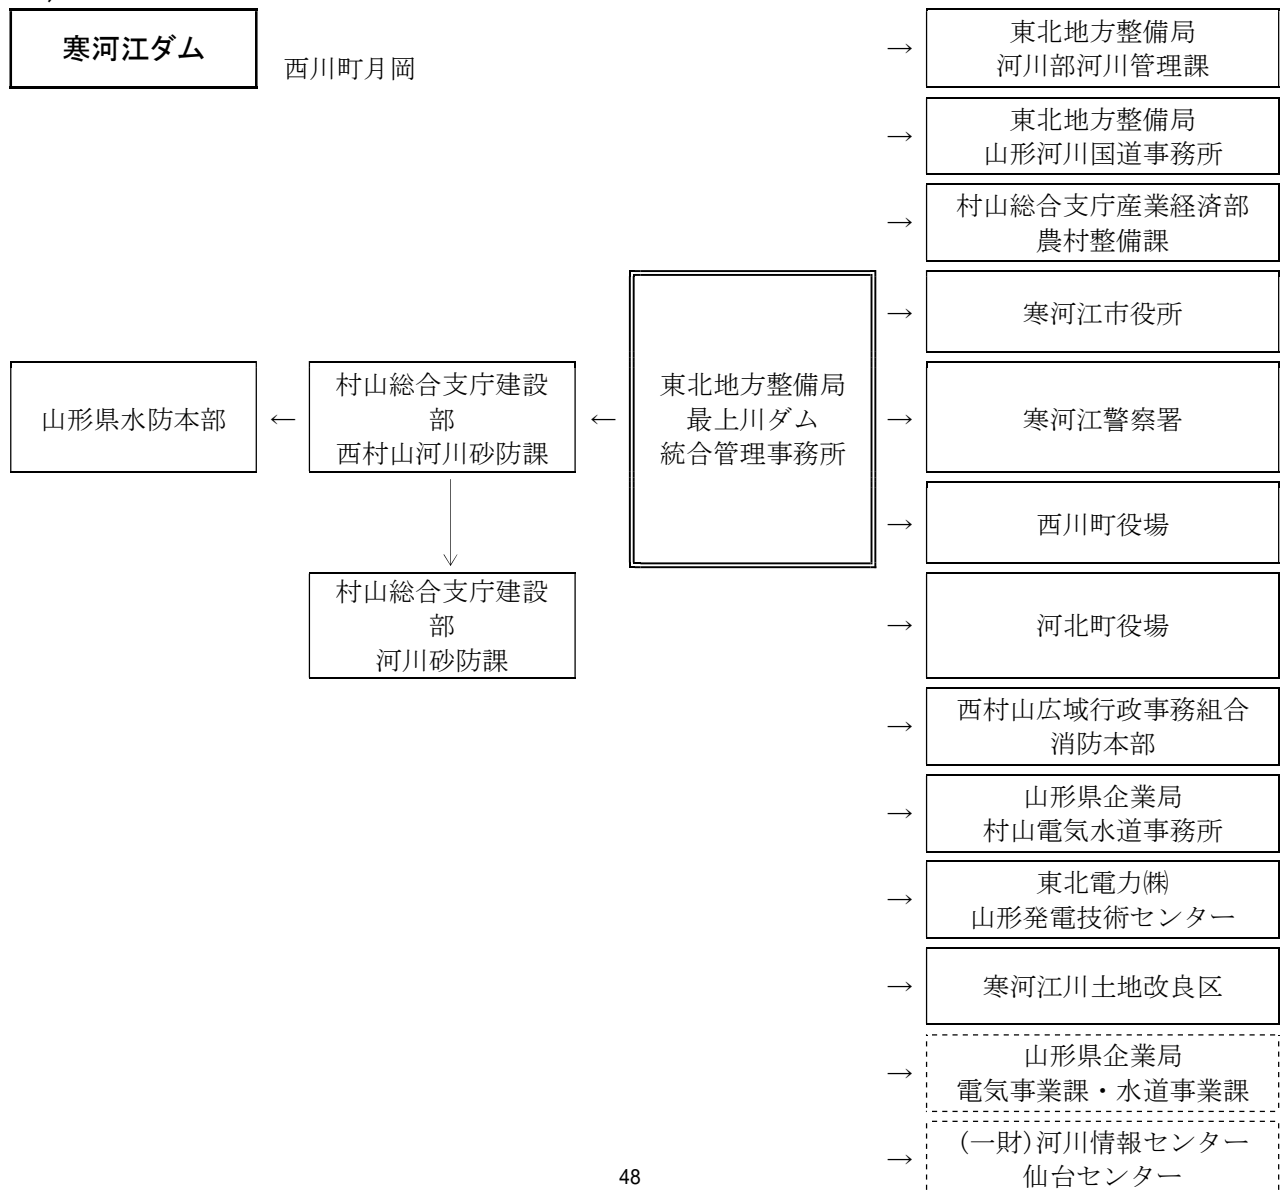 寒河江ダム
西川町月岡
→
東北地方整備局
河川部河川管理課
→
東北地方整備局
山形河川国道事務所
→
村山総合支庁産業経済部
農村整備課
→
寒河江市役所
山形県水防本部
←
村山総合支庁建設
部
西村山河川砂防課
←
東北地方整備局
最上川ダム
統合管理事務所
→
寒河江警察署
→
西川町役場
村山総合支庁建設
部
河川砂防課
→
河北町役場
→
西村山広域行政事務組合
消防本部
→
山形県企業局
村山電気水道事務所
→
東北電力㈱
山形発電技術センター
→
寒河江川土地改良区
→
山形県企業局
電気事業課・水道事業課
→
(一財)河川情報センター
仙台センター
48